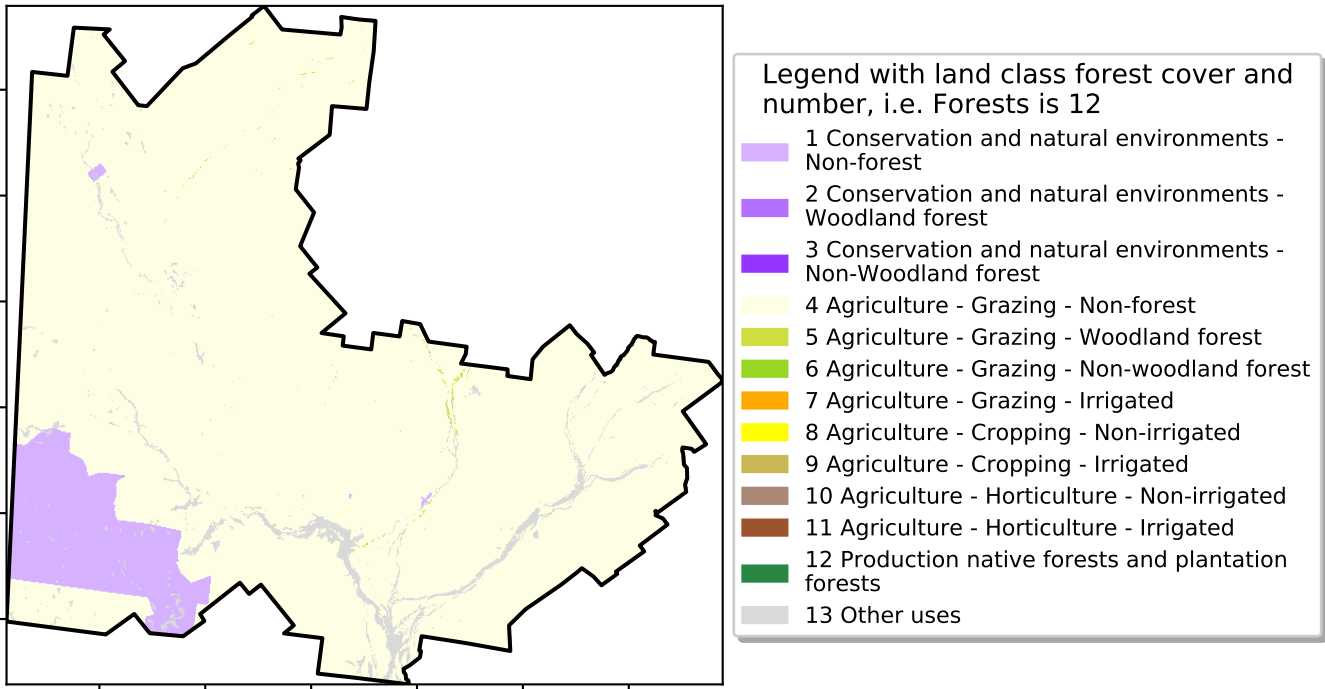 Legend with land class forest cover and
number, i.e. Forests is 12
1 Conservation and natural environments -
Non-forest
2 Conservation and natural environments -
Woodland forest
3 Conservation and natural environments -
Non-Woodland forest
4 Agriculture - Grazing - Non-forest
5 Agriculture - Grazing - Woodland forest
6 Agriculture - Grazing - Non-woodland forest
7 Agriculture - Grazing - Irrigated
8 Agriculture - Cropping - Non-irrigated
9 Agriculture - Cropping - Irrigated
10 Agriculture - Horticulture - Non-irrigated
11 Agriculture - Horticulture - Irrigated
12 Production native forests and plantation
forests
13 Other uses